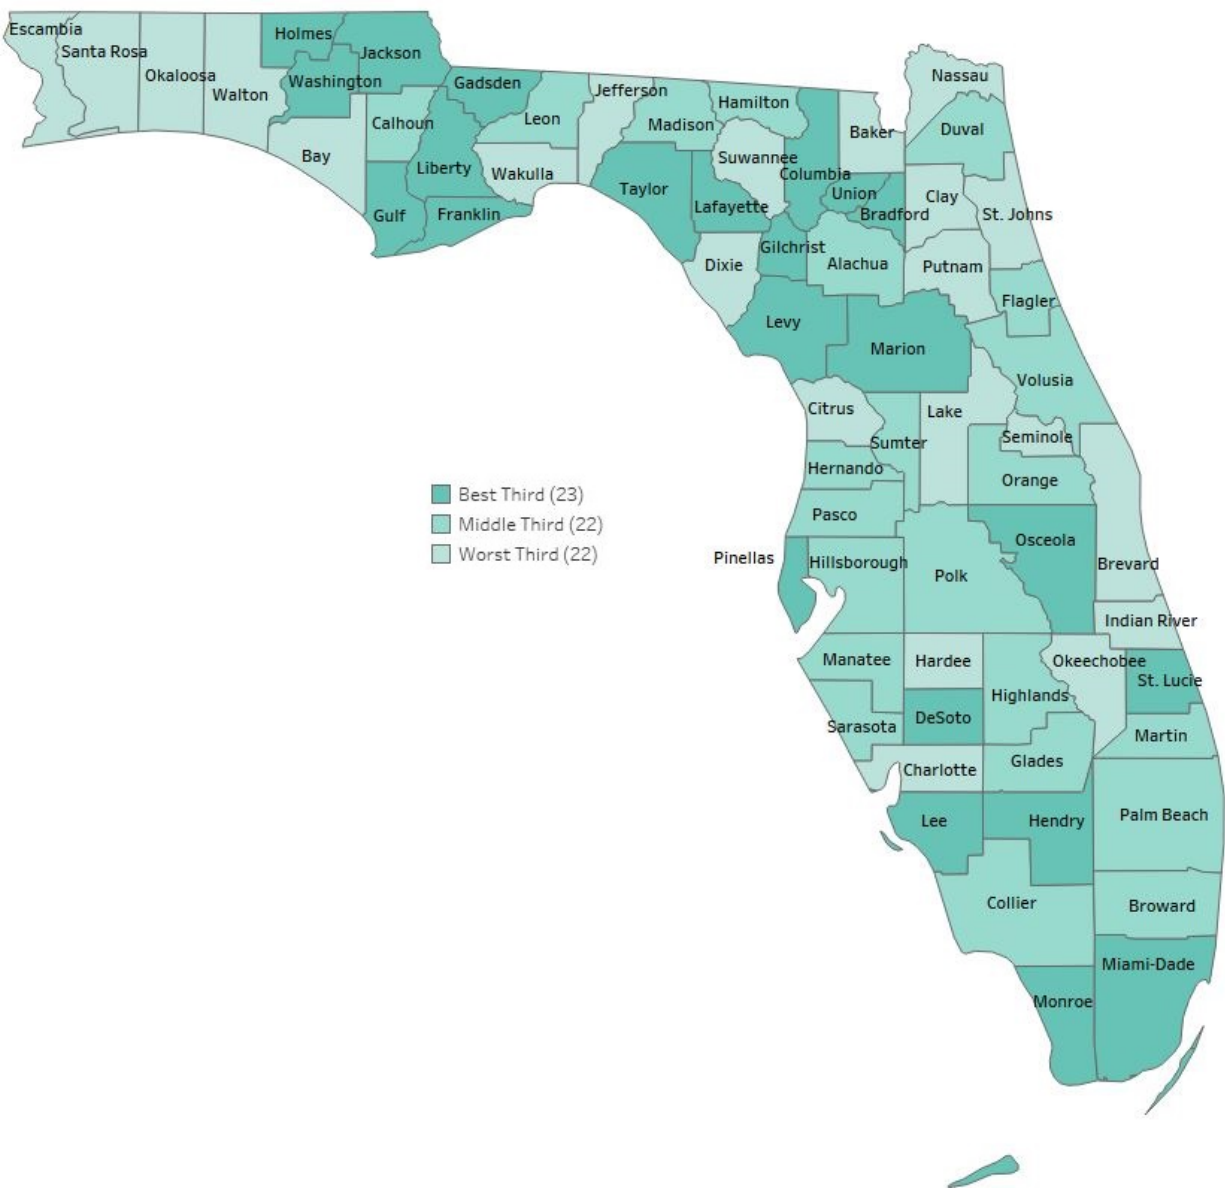 Escambia
Santa Rosa
Okaloosa
Walton
Holmes
Jackson
Washington
Bay
Calhoun
Gulf
Liberty
Franklin
Gadsden
Leon
Wakulla
Jefferson
Madison
Taylor
Hamilton
Suwannee
Lafayette
Dixie
Columbia
Gilchrist
Baker
Union
Bradford
Alachua
Nassau
Duval
Clay
St. Johns
Putnam
Flagler
Levy
Marion
Volusia
Citrus
Lake
Sumter
Seminole
Hernando
Orange
Pasco
Osceola
Best Third (23)
Middle Third (22)
Worst Third (22)
Pinellas
Hillsborough
Polk
Brevard
Indian River
Manatee
Hardee
Okeechobee
Highlands
St. Lucie
Sarasota
DeSoto
Martin
Charlotte
Glades
Lee
Hendry
Palm Beach
Collier
Broward
Miami-Dade
Monroe